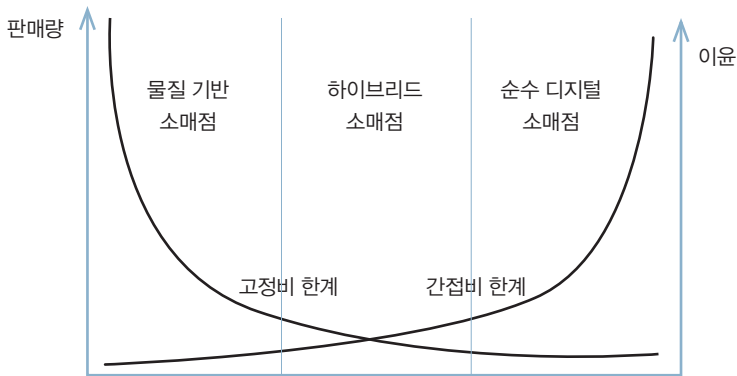 판매량
이윤
물질 기반
소매점
하이브리드
소매점
순수 디지털
소매점
고정비 한계
간접비 한계